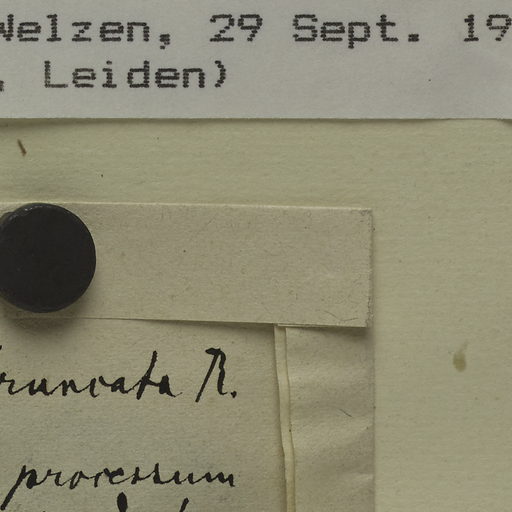 Welzen, 29 Sept. 19
, Leiden)
truncata R.
processum